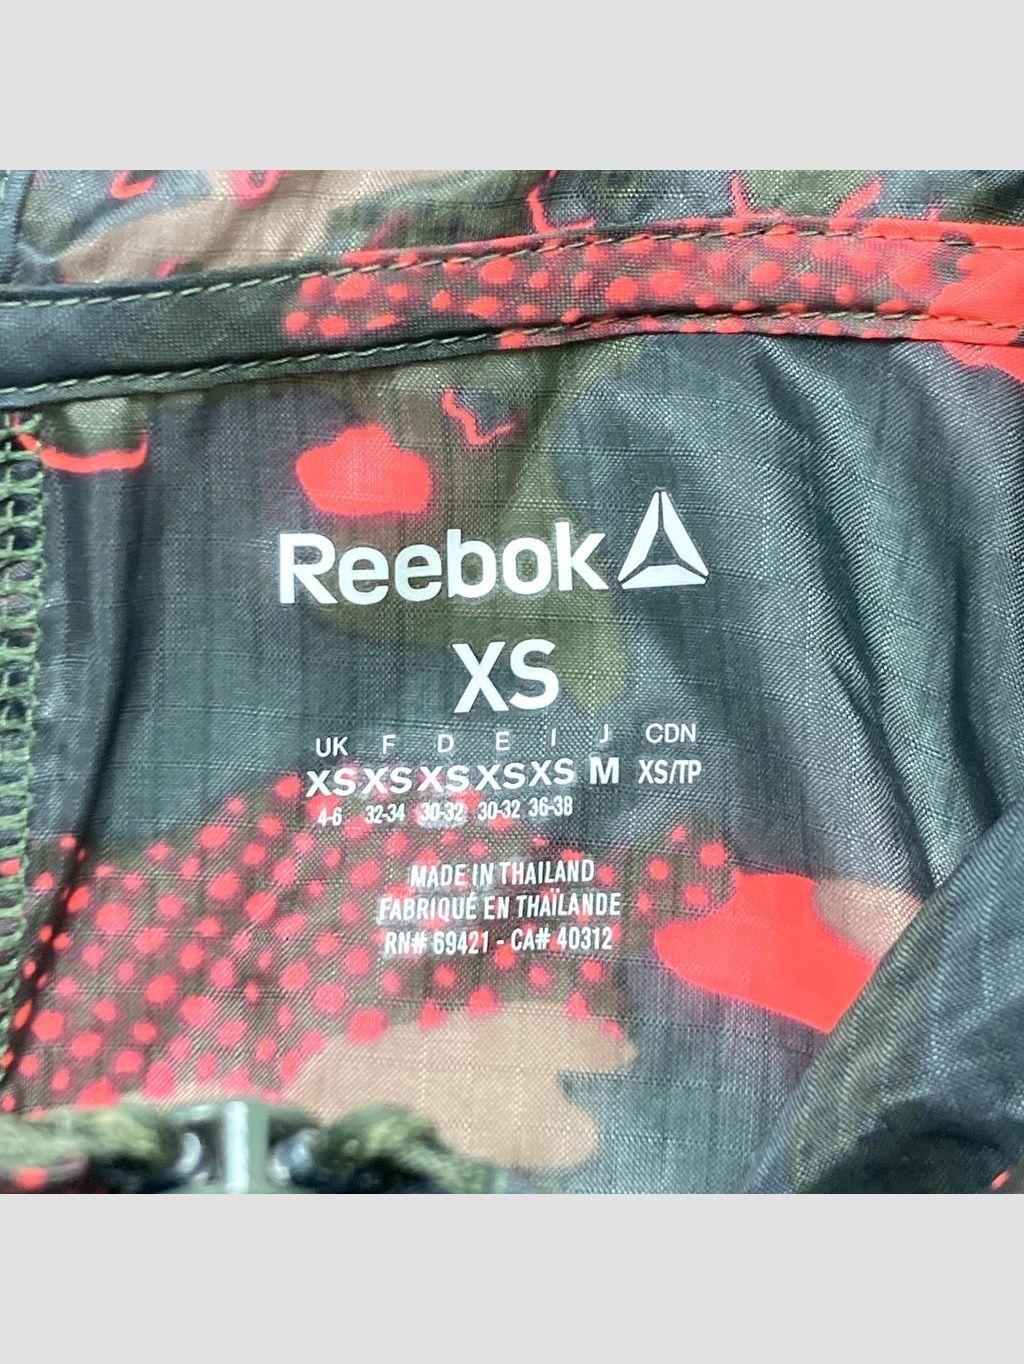 Reebok
XS
UK F D E I J CDN
XS XS XS XS XS M XS/TP
4-6 32-34 30-32 30-32 36-38
MADE IN THAILAND
FABRIQUÉ EN THAÏLANDE
RN# 69421 - CA# 40312